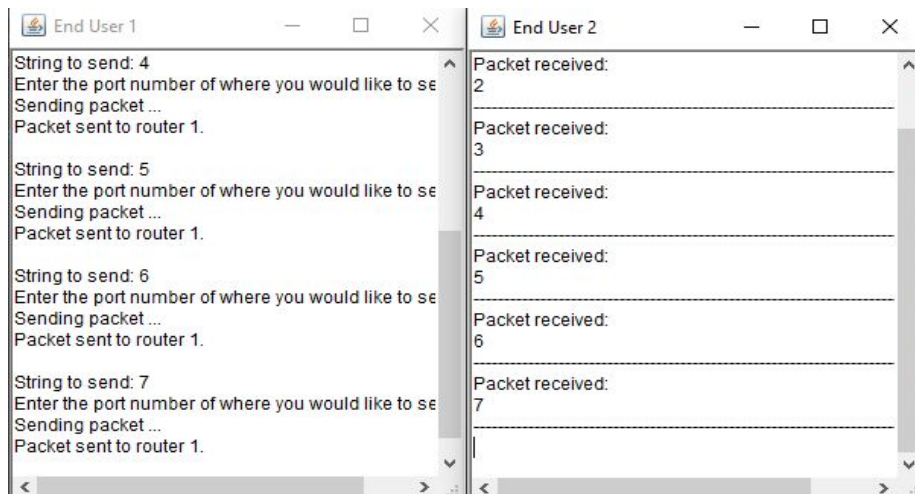 End User 1
String to send: 4
Enter the port number of where you would like to se
Sending packet ...
Packet sent to router 1.
String to send: 5
Enter the port number of where you would like to se
Sending packet ...
Packet sent to router 1.
String to send: 6
Enter the port number of where you would like to se
Sending packet ...
Packet sent to router 1.
String to send: 7
Enter the port number of where you would like to se
Sending packet ...
Packet sent to router 1.
End User 2
Packet received:
2
Packet received:
3
Packet received:
4
Packet received:
5
Packet received:
6
Packet received:
7